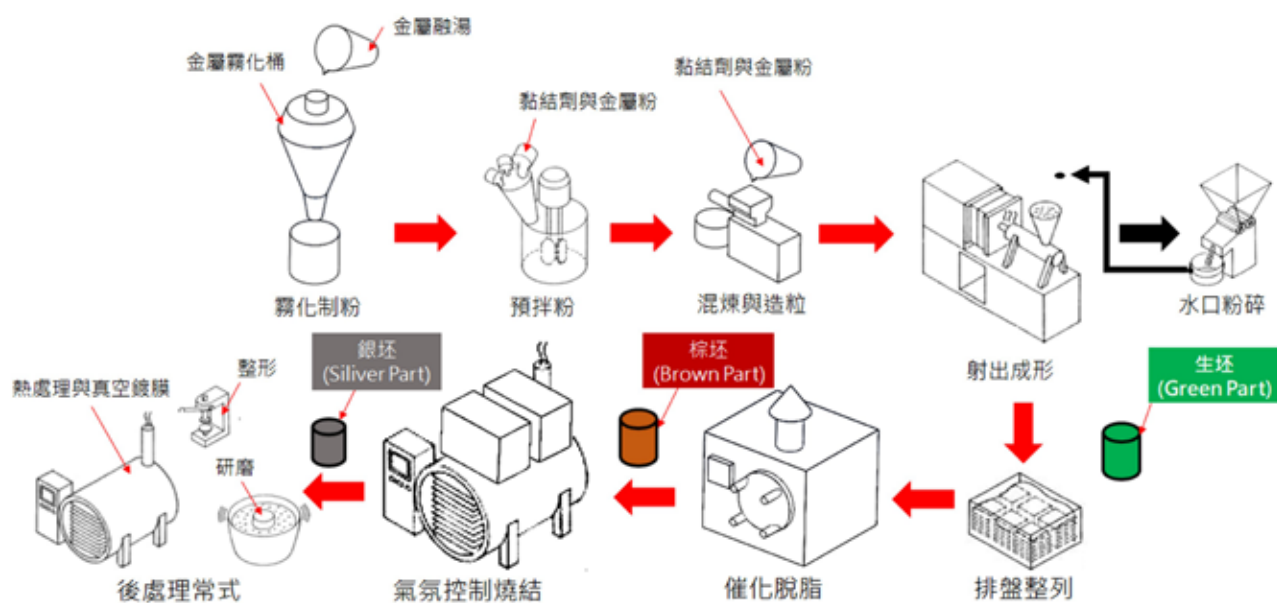 金屬融湯
金屬霧化桶
黏結劑與金屬粉
黏結劑與金屬粉
霧化制粉
預拌粉
混煉與造粒
射出成形
水口粉碎
生坯
(Green Part)
棕坯
(Brown Part)
銀坯
(Siliver Part)
整形
熱處理與真空鍍膜
研磨
後處理常式
氣氛控制燒結
催化脫脂
排盤整列